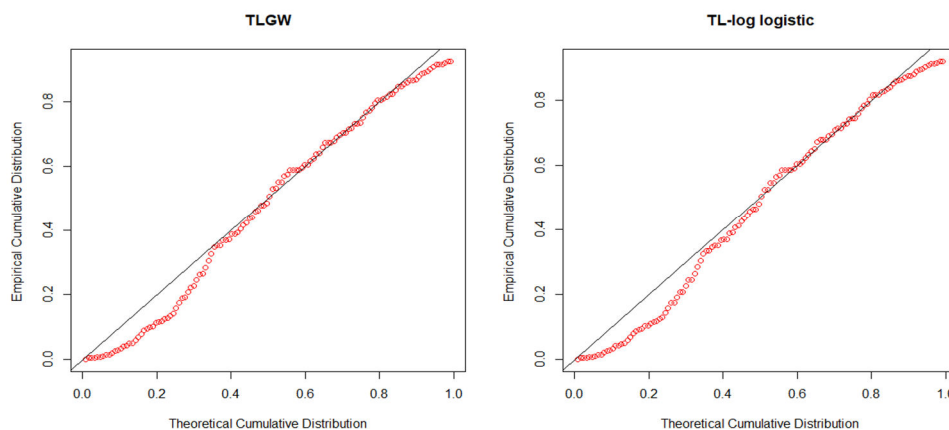 TLGW
Empirical Cumulative Distribution
0.8
0.6
0.4
0.2
0.0
0.0 0.2 0.4 0.6 0.8 1.0
Theoretical Cumulative Distribution
TL-log logistic
Empirical Cumulative Distribution
0.8
0.6
0.4
0.2
0.0
0.0 0.2 0.4 0.6 0.8 1.0
Theoretical Cumulative Distribution